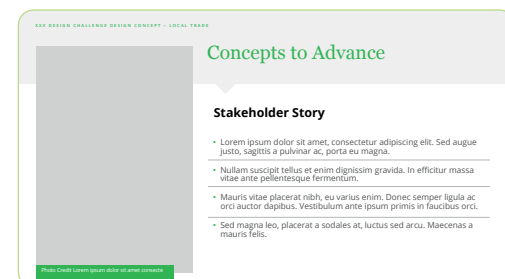 XXX DESIGN CHALLENGE DESIGN CONCEPT – LOCAL TRADE
Concepts to Advance
Stakeholder Story
• Lorem ipsum dolor sit amet, consectetur adipiscing elit. Sed augue
justo, sagittis a pulvinar ac, porta eu magna.
• Nullam suscipit tellus et enim dignissim gravida. In efficitur massa
vitae ante pellentesque fermentum.
• Mauris vitae placerat nibh, eu varius enim. Donec semper ligula ac
orci auctor dapibus. Vestibulum ante ipsum primis in faucibus orci.
• Sed magna leo, placerat a sodales at, luctus sed arcu. Maecenas a
mauris felis.
Photo Credit Lorem ipsum dolor sit amet consecte